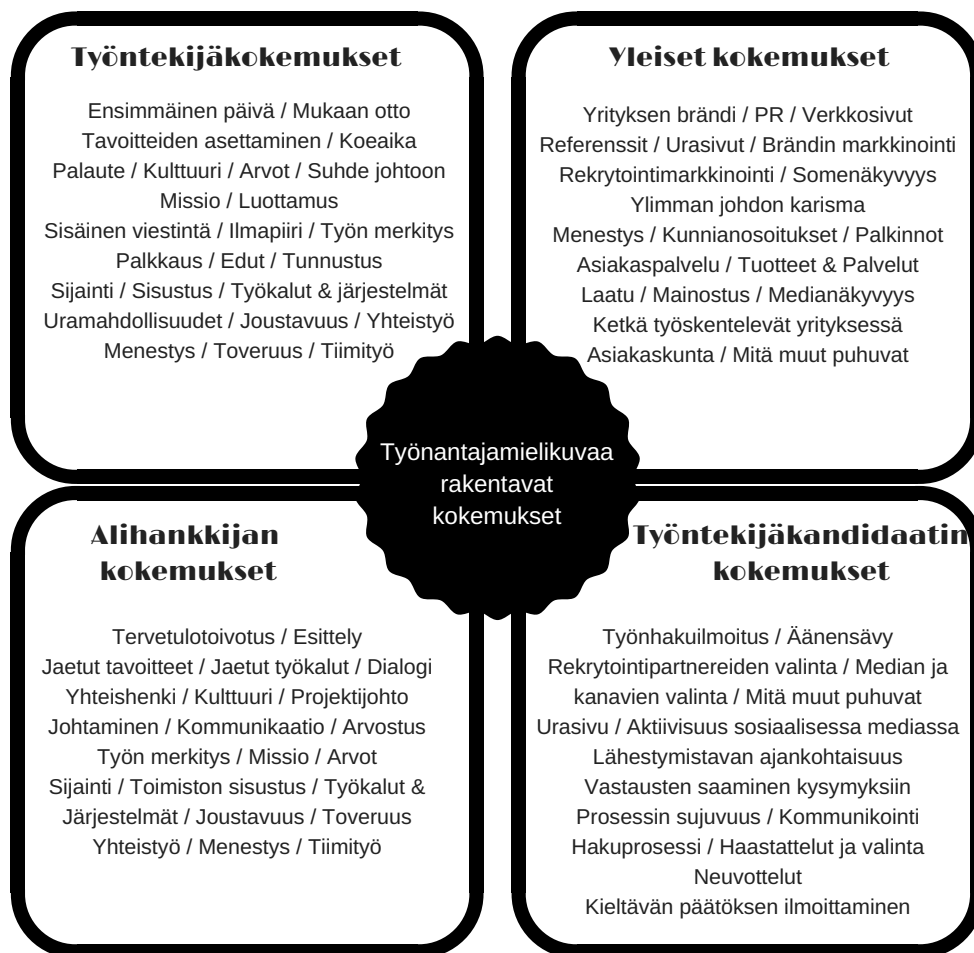 Työntekijäkokemukset
Ensimmäinen päivä / Mukaan otto
Tavoitteiden asettaminen / Koeaika
Palaute / Kulttuuri / Arvot / Suhde johtoon
Missio / Luottamus
Sisäinen viestintä / Ilmapiiri / Työn merkitys
Palkkaus / Edut / Tunnustus
Sijainti / Sisustus / Työkalut & järjestelmät
Uramahdollisuudet / Joustavuus / Yhteistyö
Menestys / Toveruus / Tiimityö
Yleiset kokemukset
Yrityksen brändi / PR / Verkkosivut
Referenssit / Urasivut / Brändin markkinointi
Rekrytointimarkkinointi / Somenäkyvyys
Ylimman johdon karisma
Menestys / Kunnianosoitukset / Palkinnot
Asiakaspalvelu / Tuotteet & Palvelut
Laatu / Mainostus / Medianäkyvyys
Ketkä työskentelevät yrityksessä
Asiakaskunta / Mitä muut puhuvat
Työnantajamielikuvaa
rakentavat
kokemukset
Alihankkijan
kokemukset
Tervetulotoivotus / Esittely
Jaetut tavoitteet / Jaetut työkalut / Dialogi
Yhteishenki / Kulttuuri / Projektijohto
Johtaminen / Kommunikaatio / Arvostus
Työn merkitys / Missio / Arvot
Sijainti / Toimiston sisustus / Työkalut &
Järjestelmät / Joustavuus / Toveruus
Yhteistyö / Menestys / Tiimityö
Työntekijäkandidaatin
kokemukset
Työnhakuilmoitus / Äänensävy
Rekrytointipartnereiden valinta / Median ja
kanavien valinta / Mitä muut puhuvat
Urasivu / Aktiivisuus sosiaalisessa mediassa
Lähestymistavan ajankohtaisuus
Vastausten saaminen kysymyksiin
Prosessin sujuvuus / Kommunikointi
Hakuprosessi / Haastattelut ja valinta
Neuvottelut
Kieltävän päätöksen ilmoittaminen